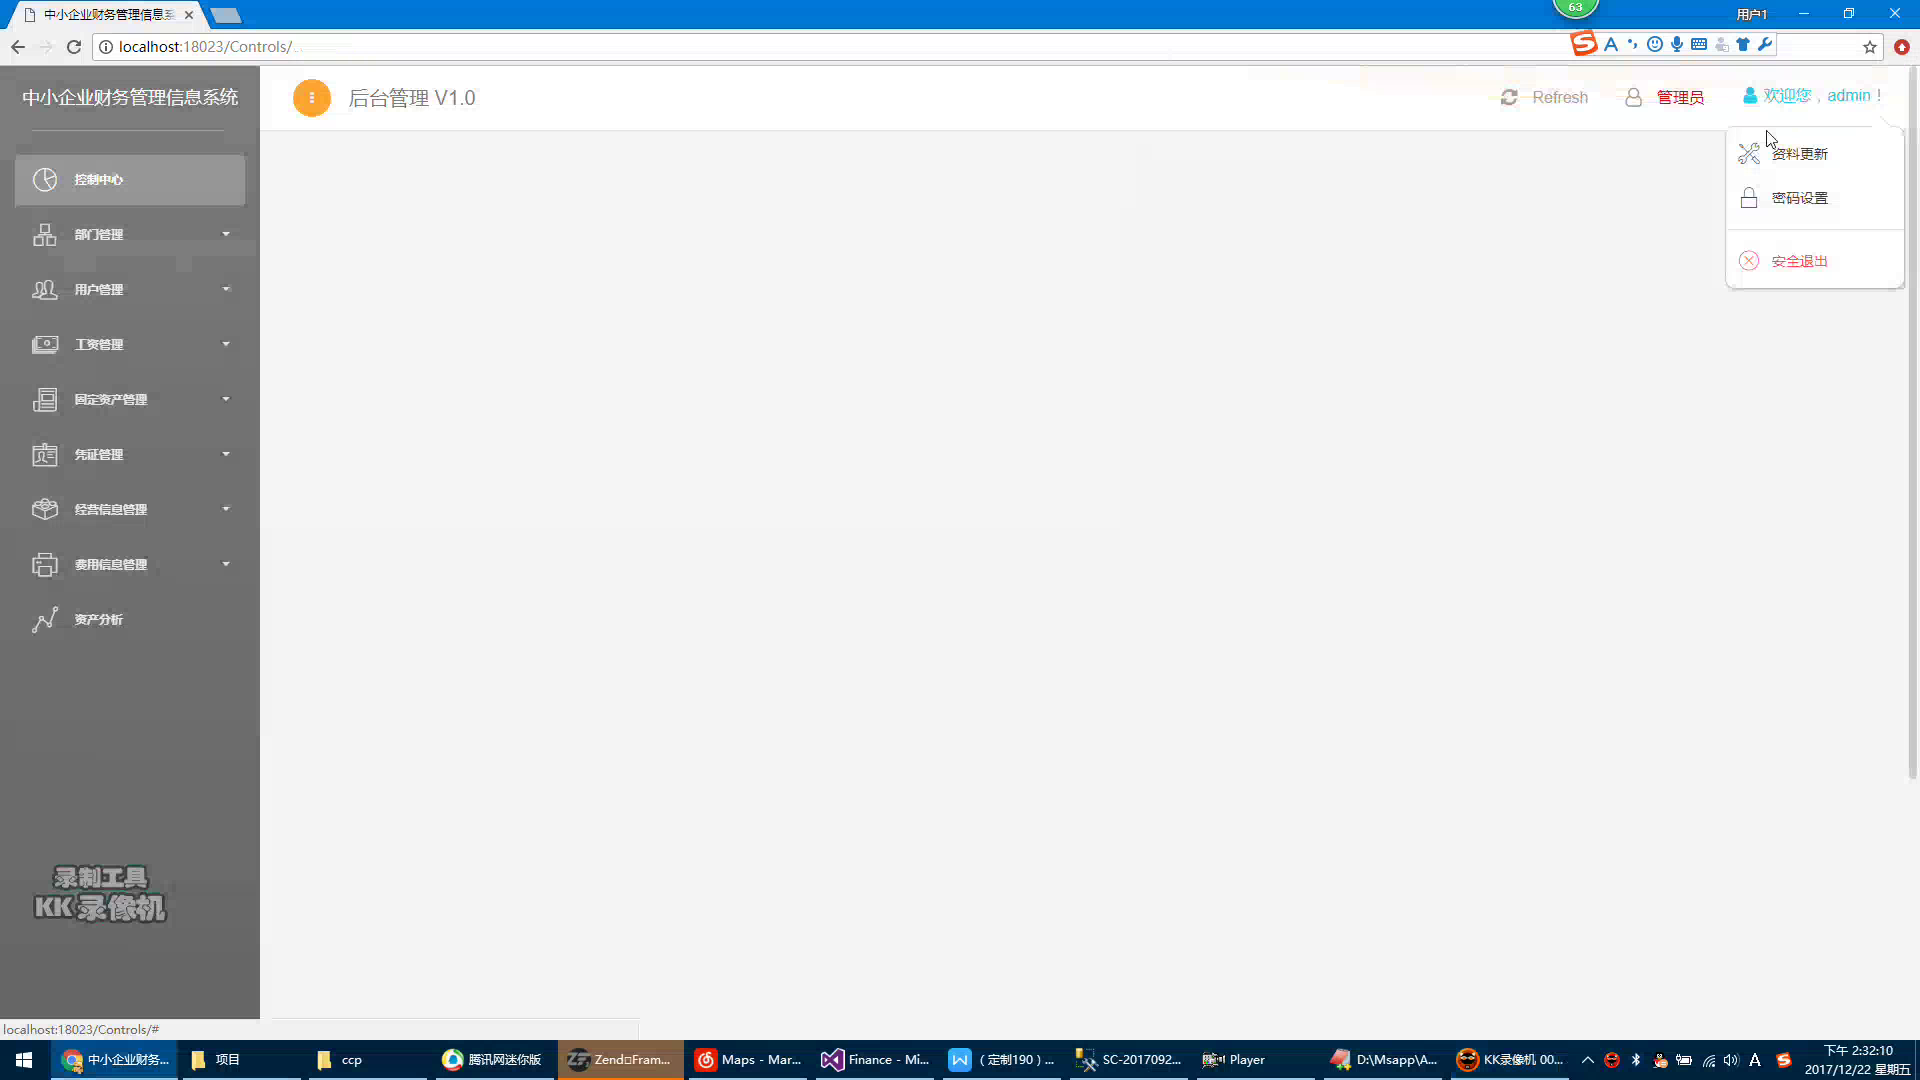 中小企业财务管理信息系
63
用户1
localhost:18023/Controls/
中小企业财务管理信息系统
后台管理 V1.0
Refresh
管理员
欢迎您，admin！
控制中心
资料更新
密码设置
安全退出
部门管理
用户管理
工资管理
固定资产管理
凭证管理
经营信息管理
费用信息管理
资产分析
录制工具
KK 录像机
localhost:18023/Controls/#
中小企业财务...
项目
ccp
腾讯网迷你版
Zend□Fram...
Maps - Mar...
Finance - Mi...
（定制190）...
SC-2017092...
Player
D:\Msapp\A...
KK录像机 00...
下午 2:32:10
2017/12/22 星期五